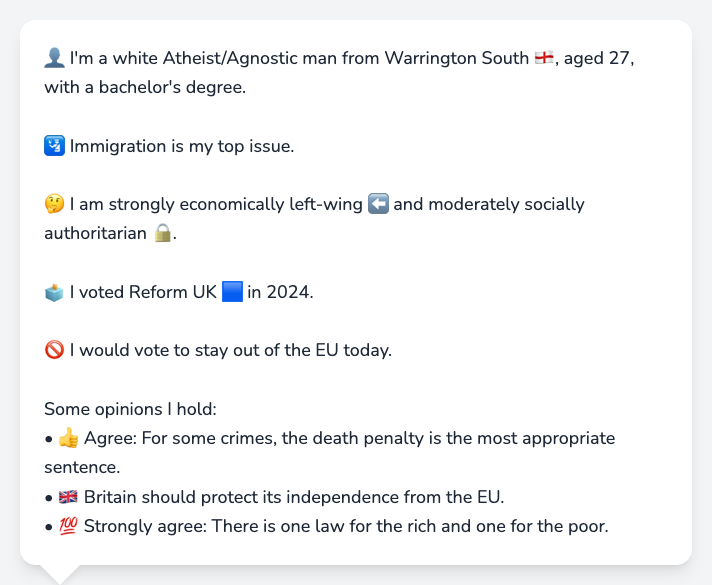 👤 I'm a white Atheist/Agnostic man from Warrington South 🏴󠁧󠁢󠁥󠁮󠁧󠁿, aged 27,
with a bachelor's degree.
🛂 Immigration is my top issue.
🤔 I am strongly economically left-wing ⬅️ and moderately socially
authoritarian 🔒.
🗳️ I voted Reform UK 🟦 in 2024.
🚫 I would vote to stay out of the EU today.
Some opinions I hold:
• 👍 Agree: For some crimes, the death penalty is the most appropriate
sentence.
• 🇬🇧 Britain should protect its independence from the EU.
• 💯 Strongly agree: There is one law for the rich and one for the poor.